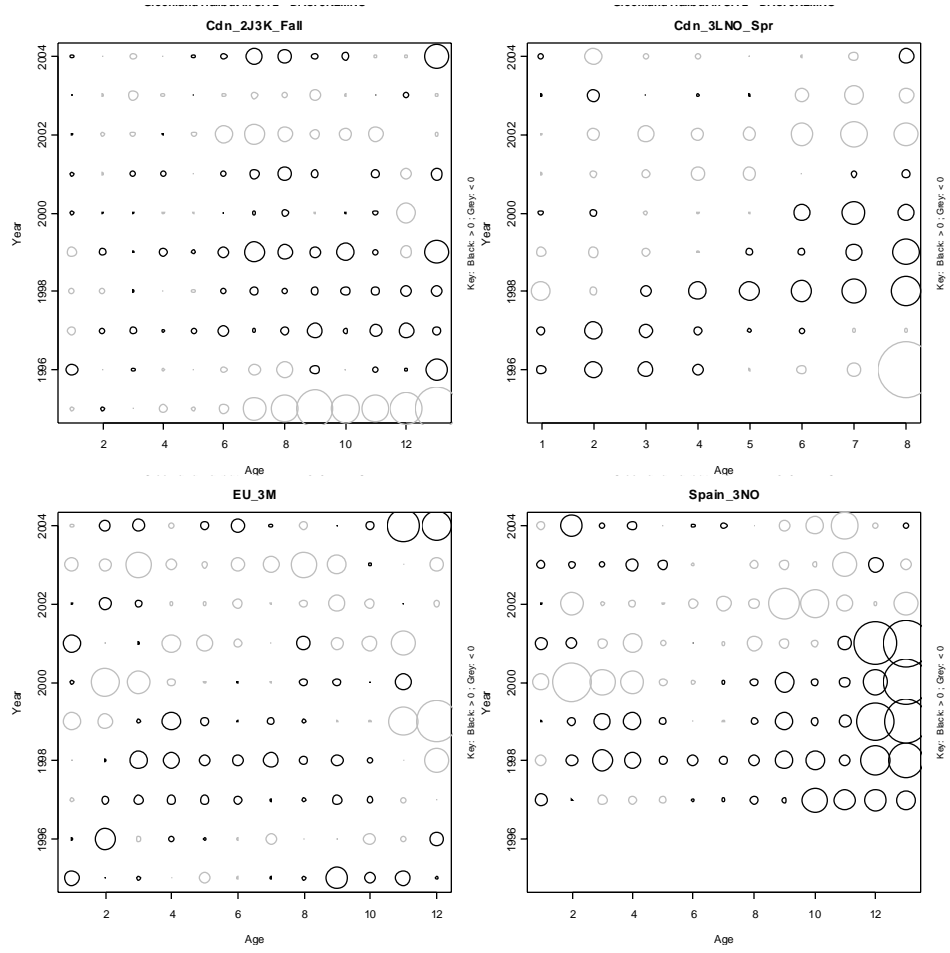 Cdn_2J3K_Fall
2004
2002
2000
1998
1996
Year
2 4 6 8 10 12
Age
Key: Black: > 0 ; Grey: < 0
Cdn_3LNO_Spr
2004
2002
2000
1998
1996
Year
1 2 3 4 5 6 7 8
Age
Key: Black: > 0 ; Grey: < 0
EU_3M
2004
2002
2000
1998
1996
Year
2 4 6 8 10 12
Age
Key: Black: > 0 ; Grey: < 0
Spain_3NO
2004
2002
2000
1998
1996
Year
2 4 6 8 10 12
Age
Key: Black: > 0 ; Grey: < 0